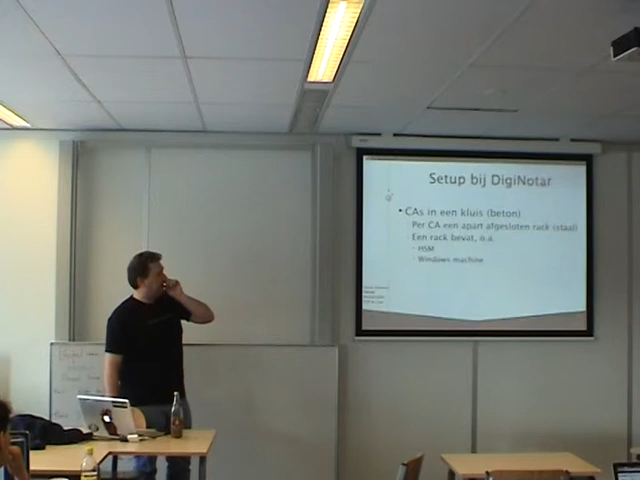 Setup bij DigiNotar
• CAs in een kluis (beton)
Per CA een apart afgesloten rack (staal)
Een rack bevat, o.a.
- HSM
- Windows machine